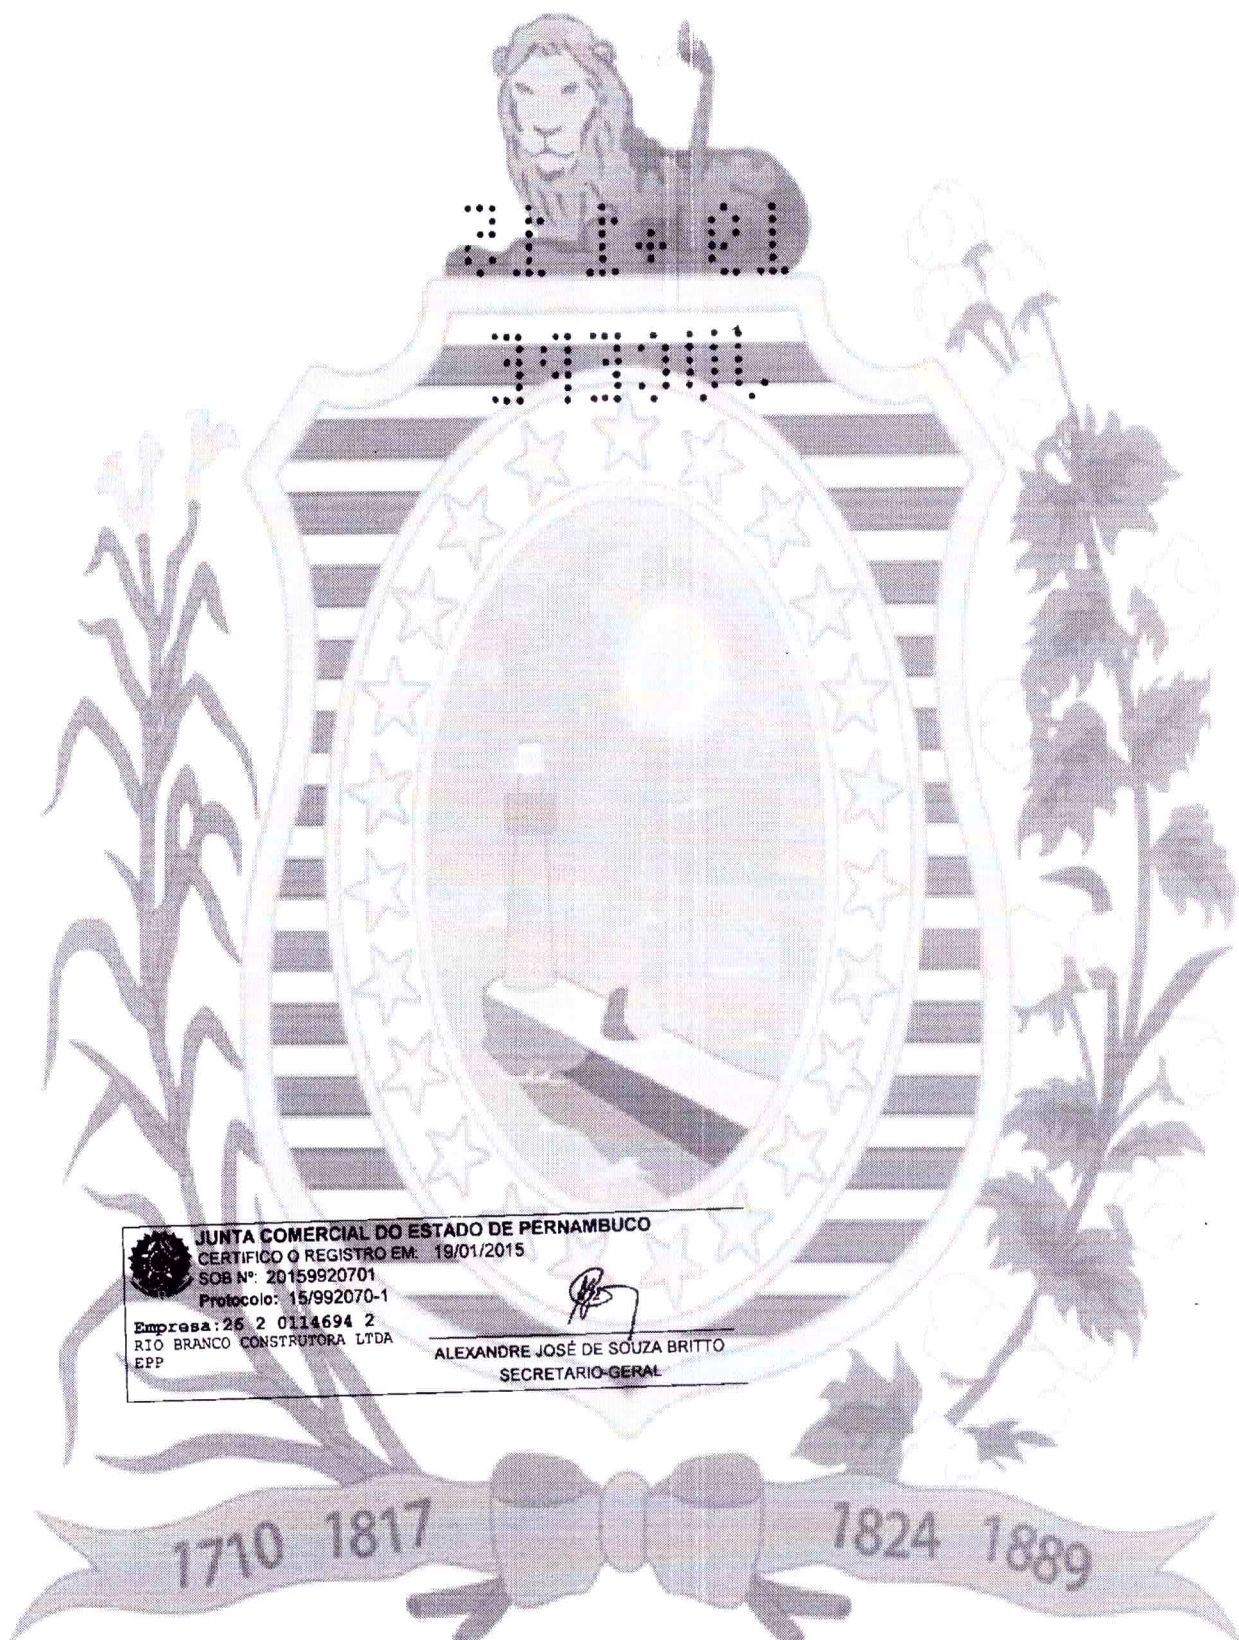 JUNTA COMERCIAL DO ESTADO DE PERNAMBUCO
CERTIFICO O REGISTRO EM: 19/01/2015
SOB Nº: 20159920701
Protocolo: 15/992070-1
Empresa:26 2 0114694 2
RIO BRANCO CONSTRUTORA LTDA
EPP
ALEXANDRE JOSÉ DE SOUZA BRITTO
SECRETARIO-GERAL
1710 1817 1824 1889